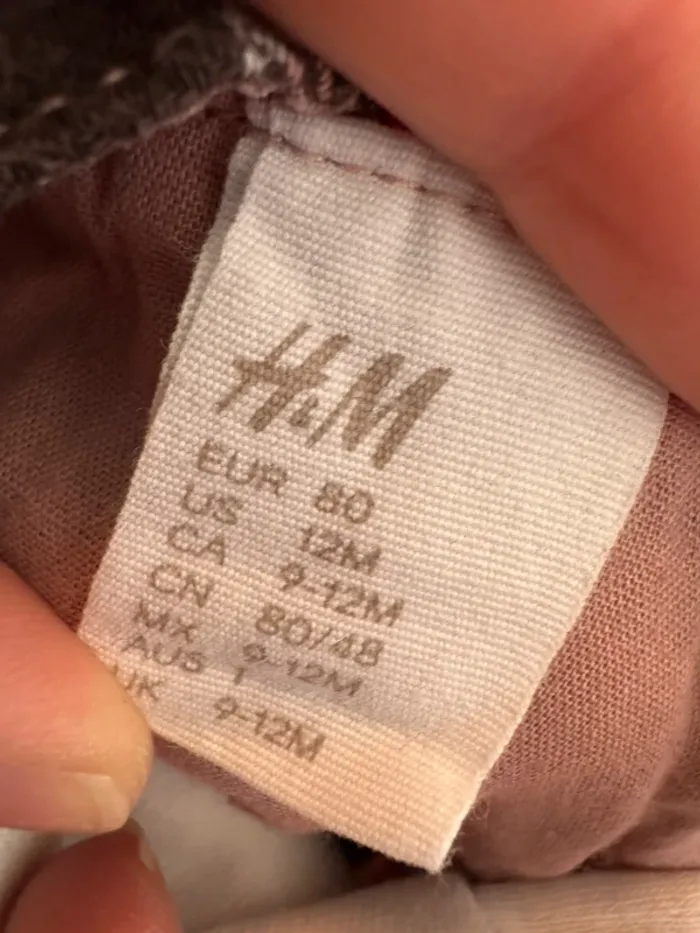 H&M
EUR 80
US 12M
CA 9-12M
CN 80/48
MX 9-12M
AUS 1
UK 9-12M